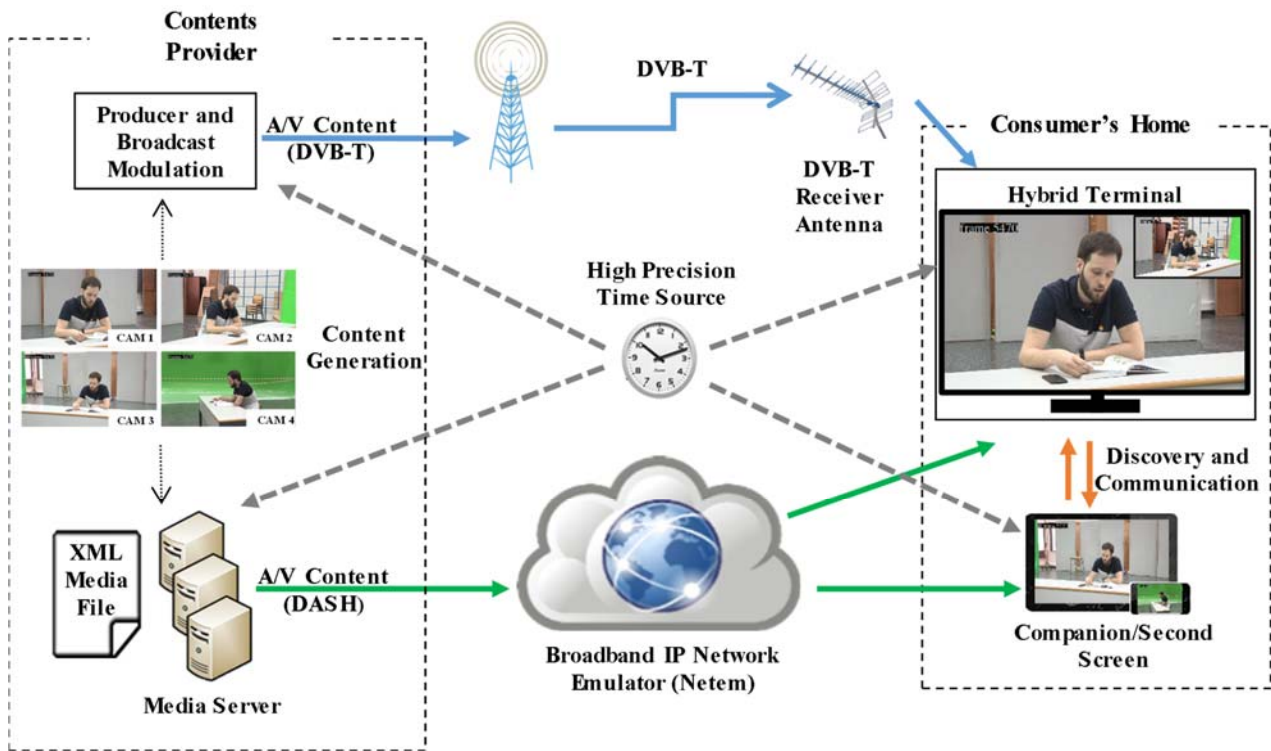 Contents
Provider
Producer and
Broadcast
Modulation
A/V Content
(DVB-T)
DVB-T
DVB-T
Receiver
Antenna
Consumer's Home
Hybrid Terminal
frame 5470
High Precision
Time Source
CAM 1
CAM 2
CAM 3
CAM 4
Content
Generation
Discovery and
Communication
XML
Media
File
A/V Content
(DASH)
Media Server
Broadband IP Network
Emulator (Netem)
Companion/Second
Screen